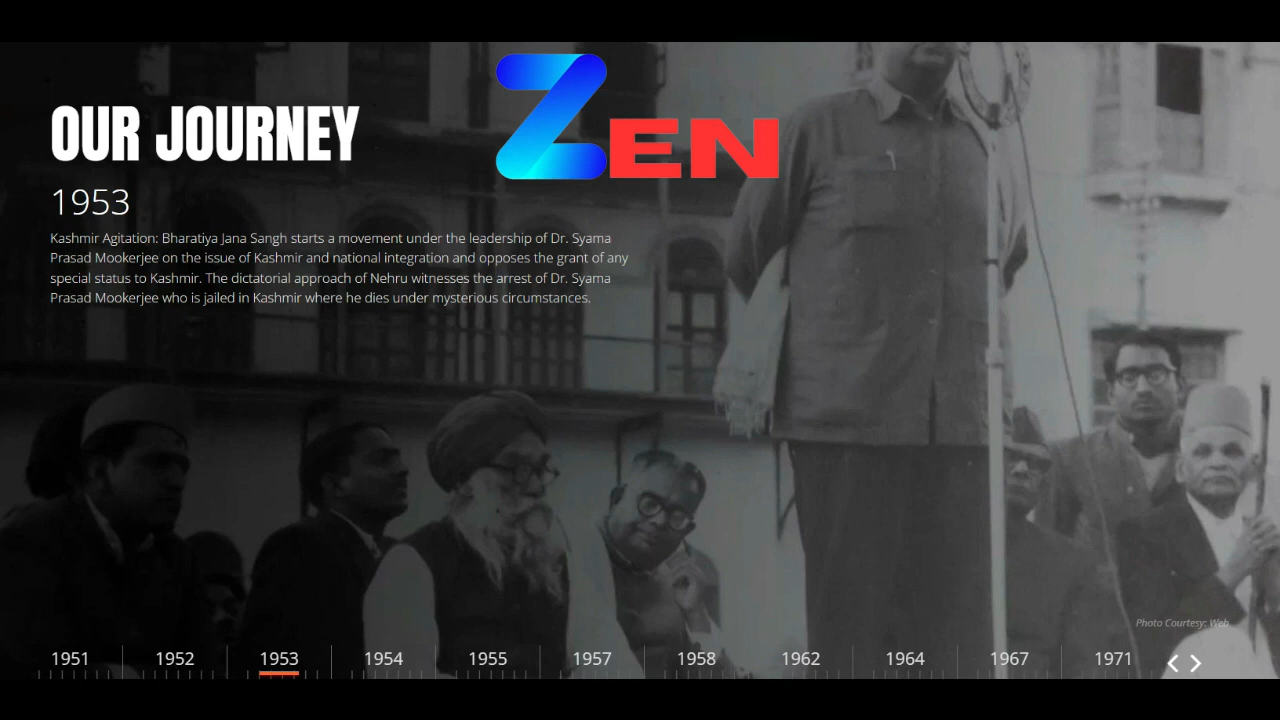 ZEN
OUR JOURNEY
1953
Kashmir Agitation: Bharatiya Jana Sangh starts a movement under the leadership of Dr. Syama
Prasad Mookerjee on the issue of Kashmir and national integration and opposes the grant of any
special status to Kashmir. The dictatorial approach of Nehru witnesses the arrest of Dr. Syama
Prasad Mookerjee who is jailed in Kashmir where he dies under mysterious circumstances.
Photo Courtesy: Web
1951 1952 1953 1954 1955 1957 1958 1962 1964 1967 1971